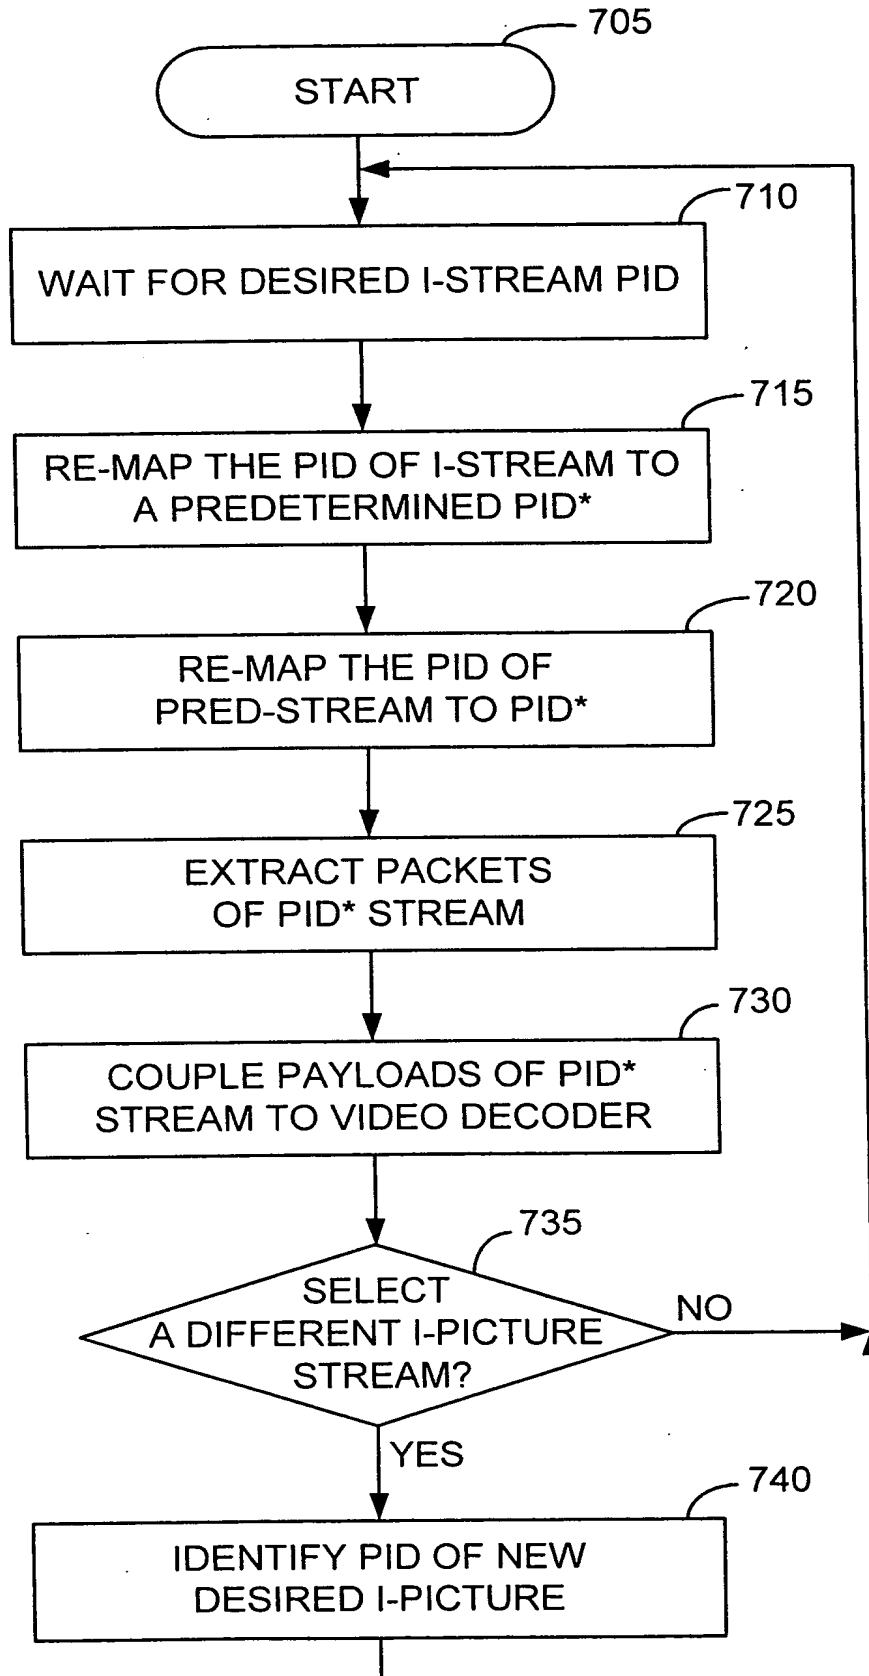 705
START
710
WAIT FOR DESIRED I-STREAM PID
715
RE-MAP THE PID OF I-STREAM TO
A PREDETERMINED PID*
720
RE-MAP THE PID OF
PRED-STREAM TO PID*
725
EXTRACT PACKETS
OF PID* STREAM
730
COUPLE PAYLOADS OF PID*
STREAM TO VIDEO DECODER
735
SELECT
A DIFFERENT I-PICTURE
STREAM?
NO
YES
740
IDENTIFY PID OF NEW
DESIRED I-PICTURE